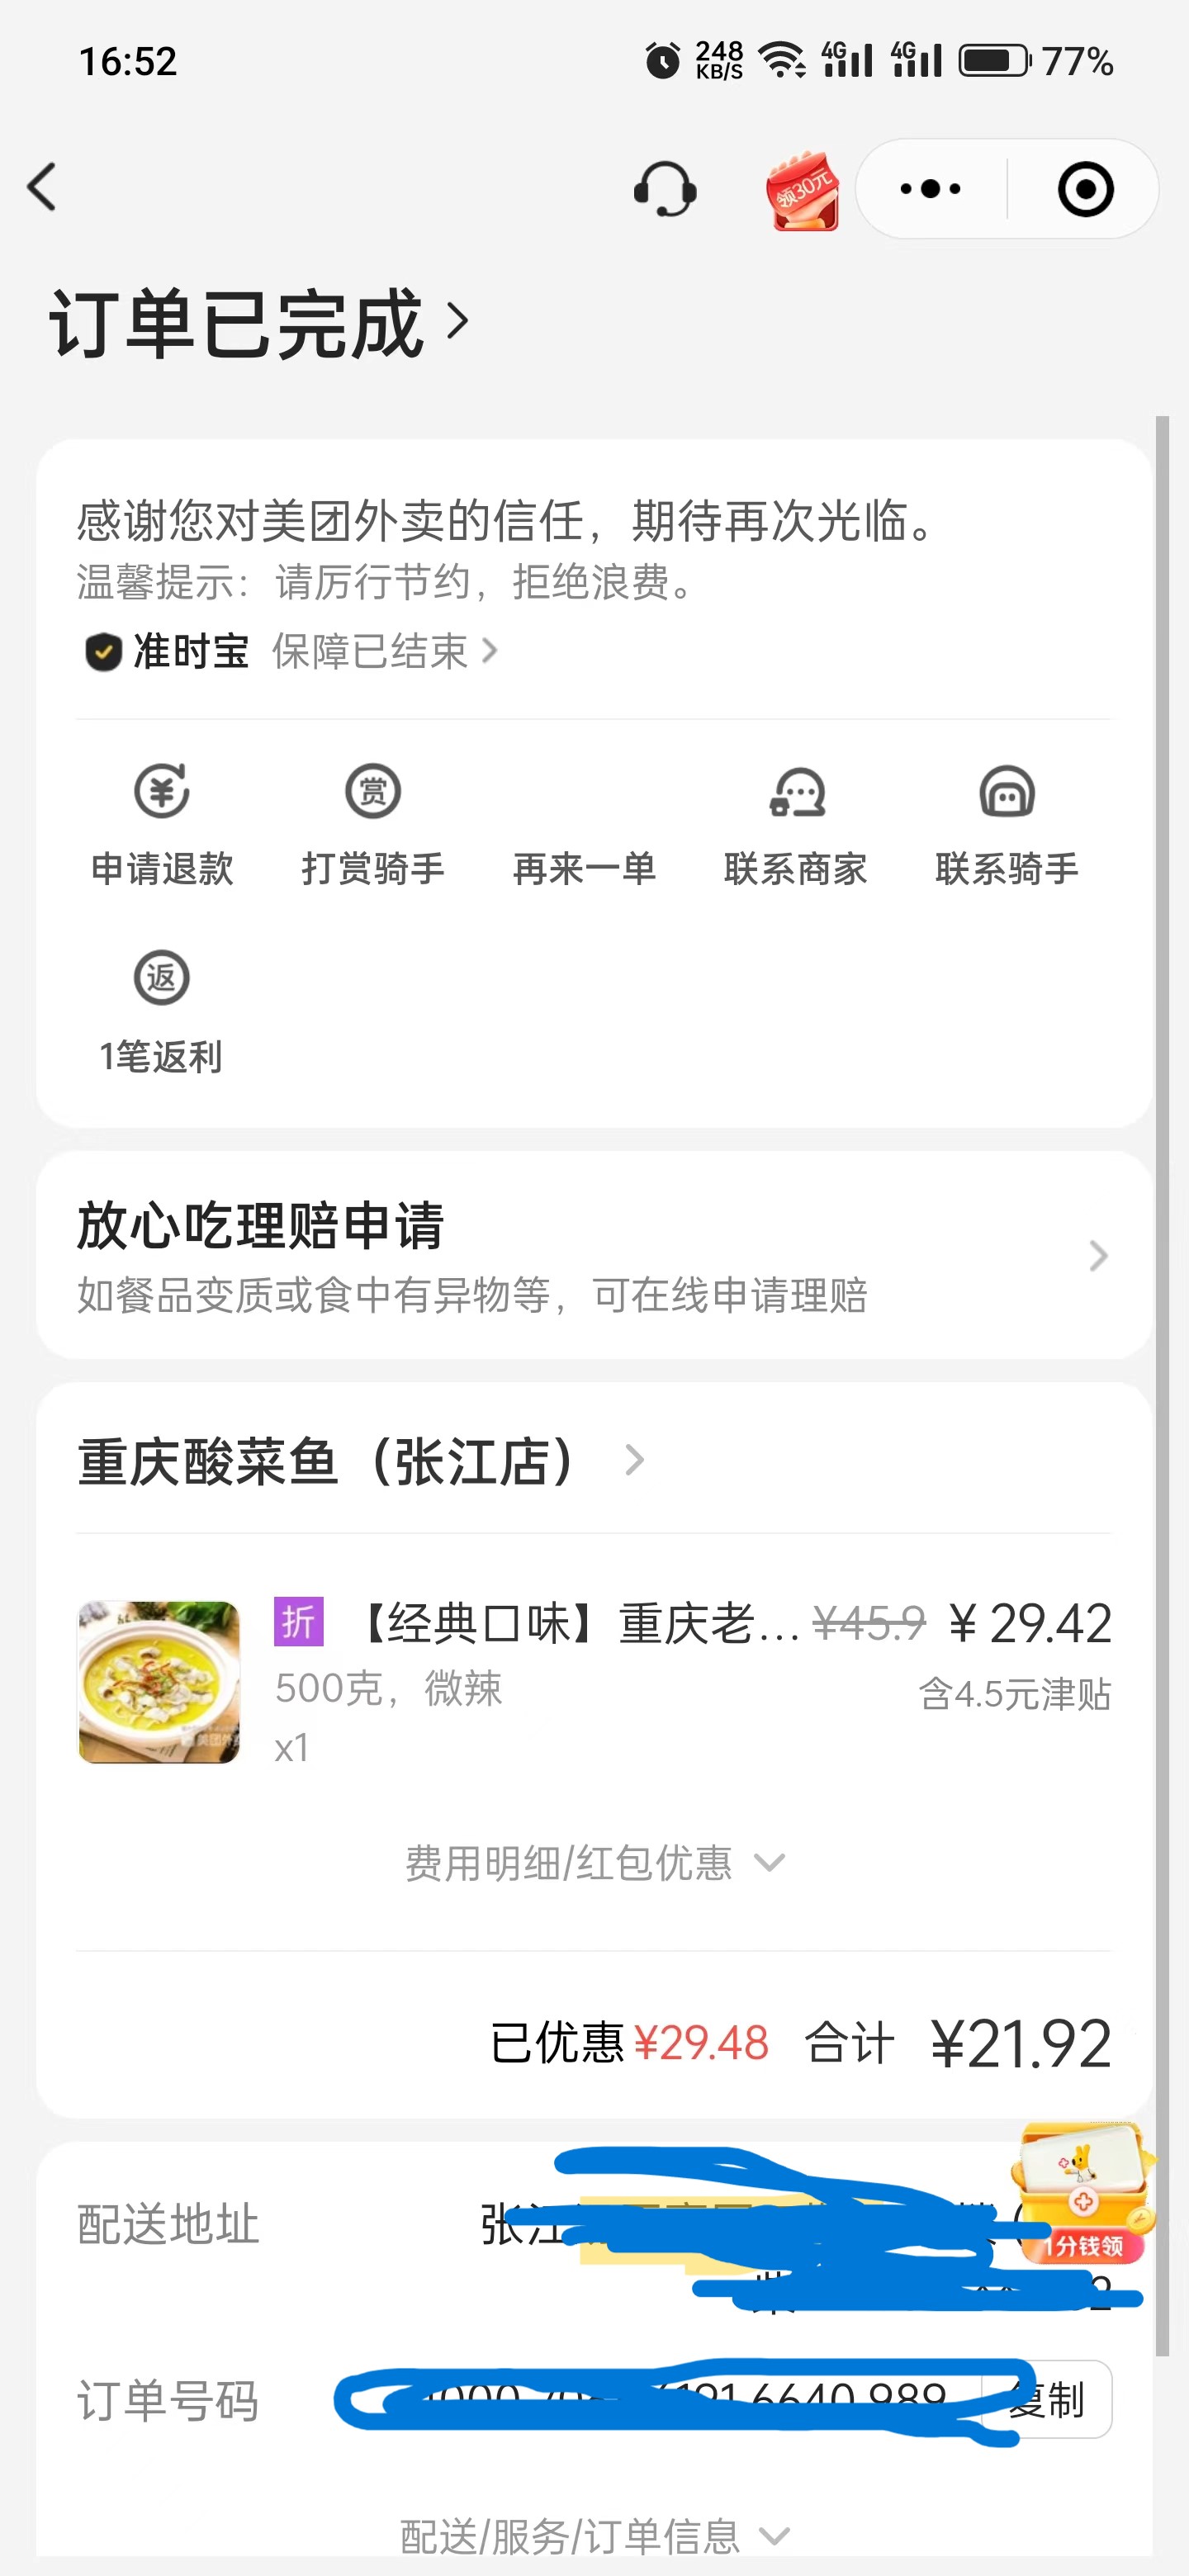 16:52
248 KB/S 4G 4G 77%
领30元
订单已完成
感谢您对美团外卖的信任，期待再次光临。
温馨提示：请厉行节约，拒绝浪费。
准时宝 保障已结束
申请退款 赏 打赏骑手 再来一单 联系商家 联系骑手
返
1笔返利
放心吃理赔申请
如餐品变质或食中有异物等，可在线申请理赔
重庆酸菜鱼（张江店）
折 【经典口味】重庆老... ¥45.9 ¥ 29.42
500克，微辣 含4.5元津贴
x1
费用明细/红包优惠
已优惠 ¥29.48 合计 ¥21.92
配送地址 张江
1分钱领
订单号码 复制
配送/服务/订单信息